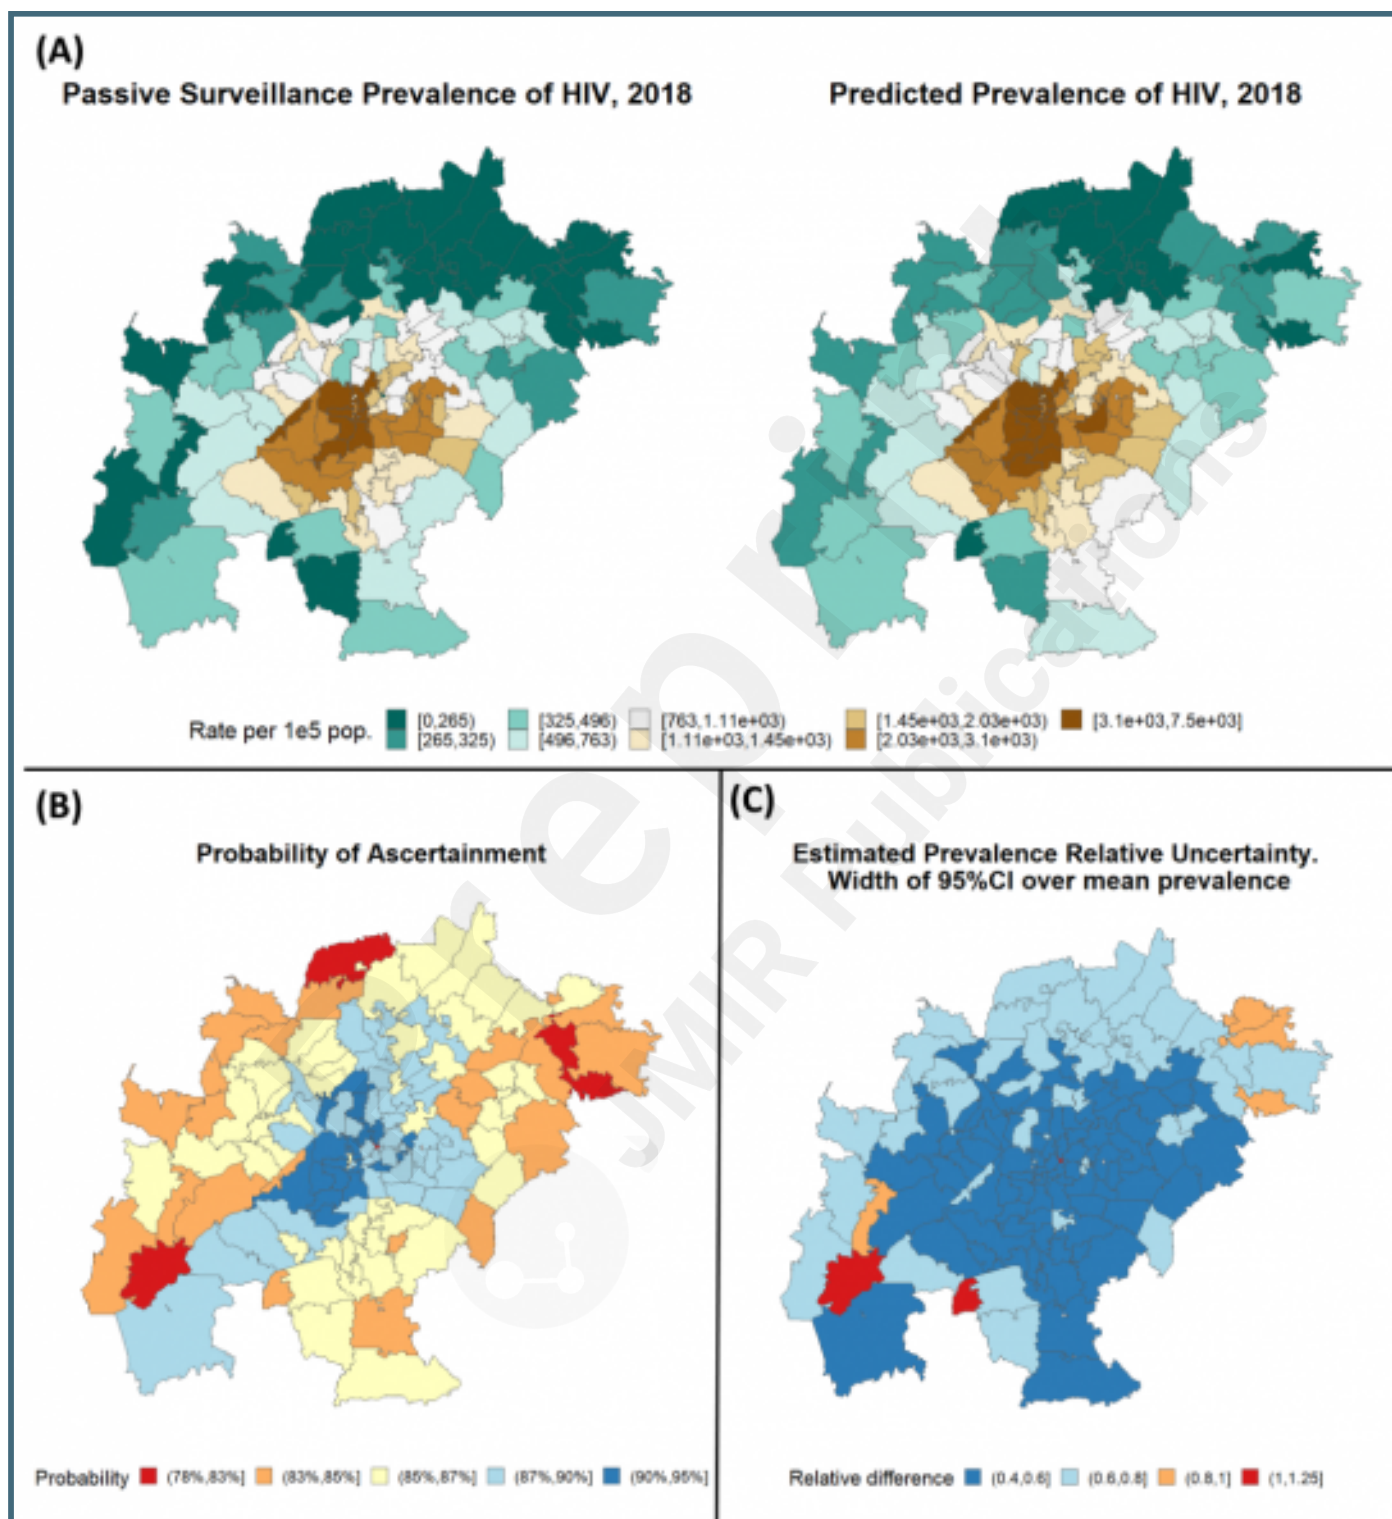 (A)
Passive Surveillance Prevalence of HIV, 2018
Predicted Prevalence of HIV, 2018
Rate per 1e5 pop.
[0,265)
[265,325)
[325,496)
[496,763)
[763,1.11e+03)
[1.11e+03,1.45e+03)
[1.45e+03,2.03e+03)
[2.03e+03,3.1e+03)
[3.1e+03,7.5e+03]
(B)
Probability of Ascertainment
Probability
(78%,83%]
(83%,85%]
(85%,87%]
(87%,90%]
(90%,95%]
(C)
Estimated Prevalence Relative Uncertainty.
Width of 95%CI over mean prevalence
Relative difference
(0.4,0.6]
(0.6,0.8]
(0.8,1]
(1,1.25]
Preprint
JMIR Publications